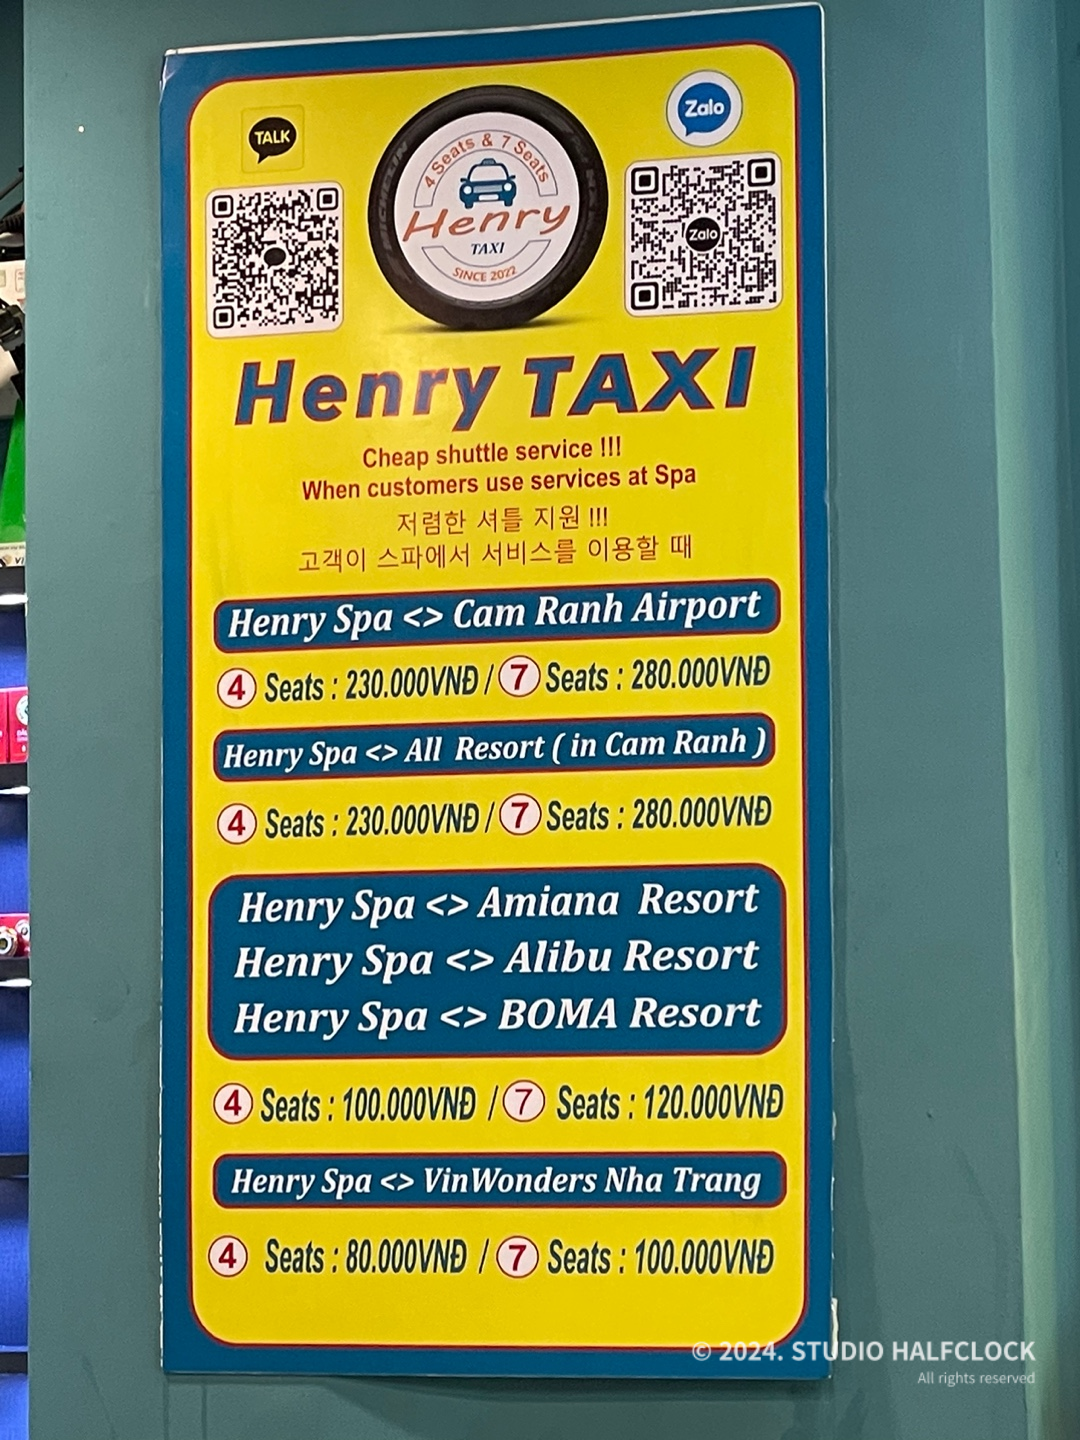 TALK
Zalo
4 Seats & 7 Seats
Henry
TAXI
SINCE 2022
Zalo
Henry TAXI
Cheap shuttle service !!!
When customers use services at Spa
저렴한 셔틀 지원 !!!
고객이 스파에서 서비스를 이용할 때
Henry Spa <> Cam Ranh Airport
4 Seats : 230.000VNĐ / 7 Seats : 280.000VNĐ
Henry Spa <> All Resort ( in Cam Ranh )
4 Seats : 230.000VNĐ / 7 Seats : 280.000VNĐ
Henry Spa <> Amiana Resort
Henry Spa <> Alibu Resort
Henry Spa <> BOMA Resort
4 Seats : 100.000VNĐ / 7 Seats : 120.000VNĐ
Henry Spa <> VinWonders Nha Trang
4 Seats : 80.000VNĐ / 7 Seats : 100.000VNĐ
© 2024. STUDIO HALFCLOCK
All rights reserved